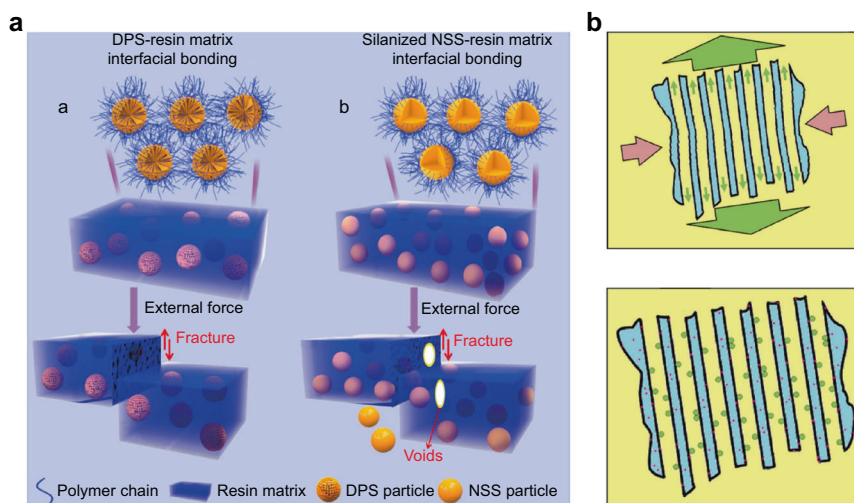 a
b
DPS-resin matrix
interfacial bonding
Silanized NSS-resin matrix
interfacial bonding
a
b
External force
External force
Fracture
Fracture
Voids
Polymer chain
Resin matrix
DPS particle
NSS particle